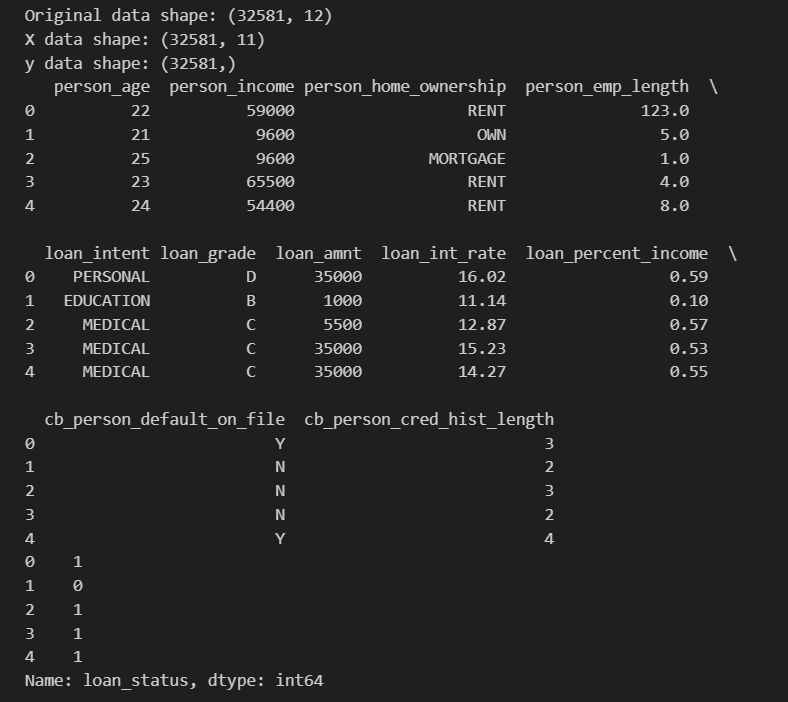 Original data shape: (32581, 12)
X data shape: (32581, 11)
y data shape: (32581,)
   person_age  person_income person_home_ownership  person_emp_length  \
0          22          59000                  RENT              123.0
1          21           9600                   OWN                5.0
2          25           9600              MORTGAGE                1.0
3          23          65500                  RENT                4.0
4          24          54400                  RENT                8.0

  loan_intent loan_grade  loan_amnt  loan_int_rate  loan_percent_income  \
0    PERSONAL          D      35000          16.02                 0.59
1   EDUCATION          B       1000          11.14                 0.10
2     MEDICAL          C       5500          12.87                 0.57
3     MEDICAL          C      35000          15.23                 0.53
4     MEDICAL          C      35000          14.27                 0.55

  cb_person_default_on_file  cb_person_cred_hist_length
0                         Y                           3
1                         N                           2
2                         N                           3
3                         N                           2
4                         Y                           4
0    1
1    0
2    1
3    1
4    1
Name: loan_status, dtype: int64